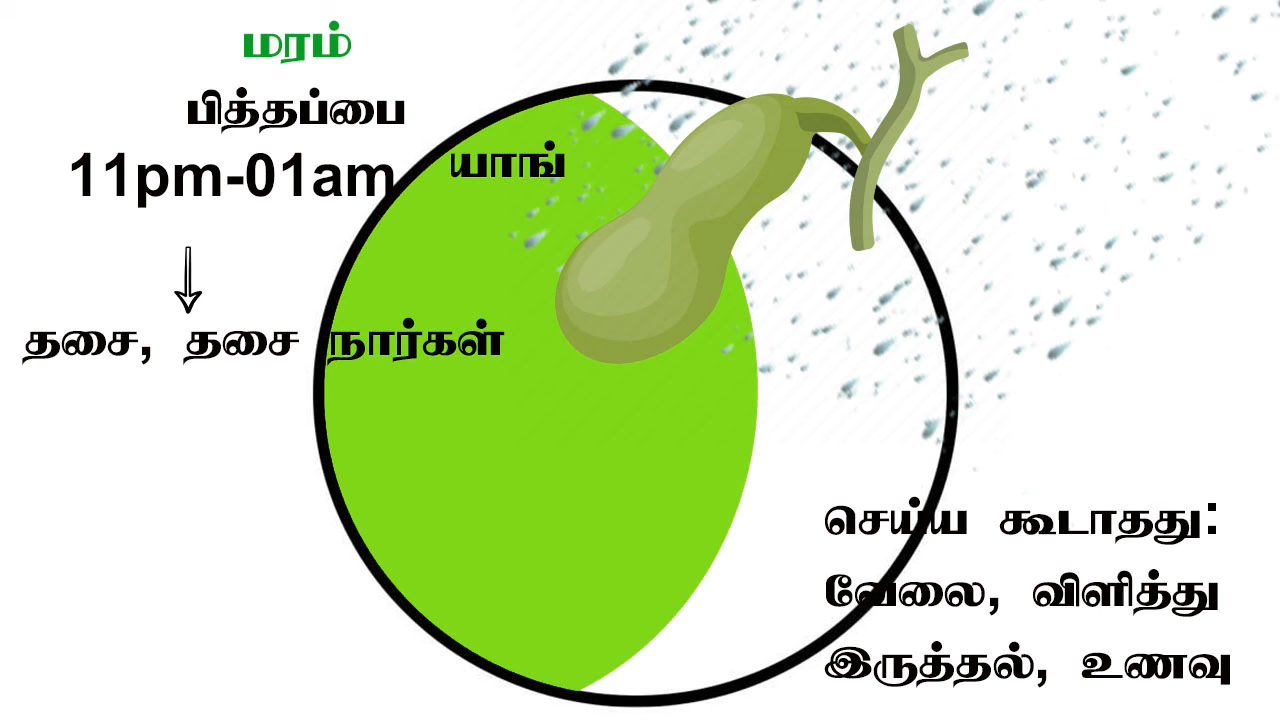 மரம்
பித்தப்பை
11pm-01am
யாங்
தசை, தசை நார்கள்
செய்ய கூடாதது:
வேலை, விளித்து
இருத்தல், உணவு